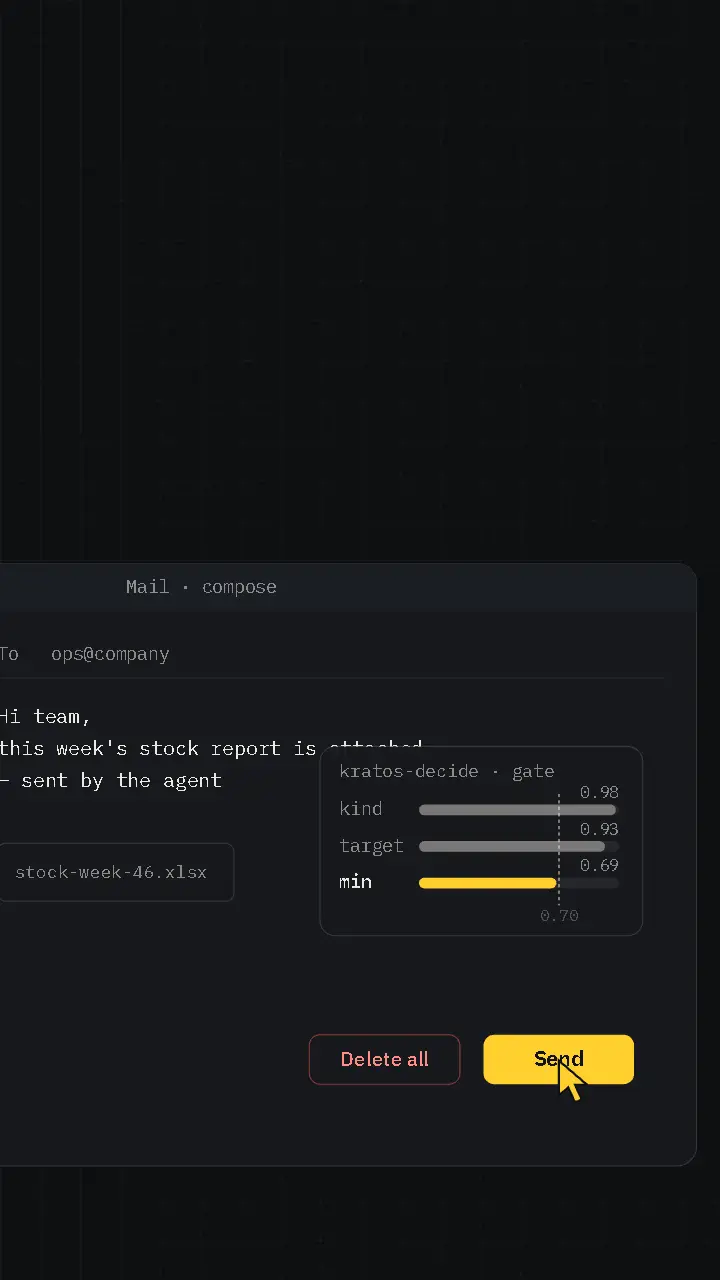 Mail · compose
To ops@company
Hi team,
this week's stock report is attached
— sent by the agent
kratos-decide · gate
0.98
kind
0.93
target
0.69
min
0.70
stock-week-46.xlsx
Delete all
Send